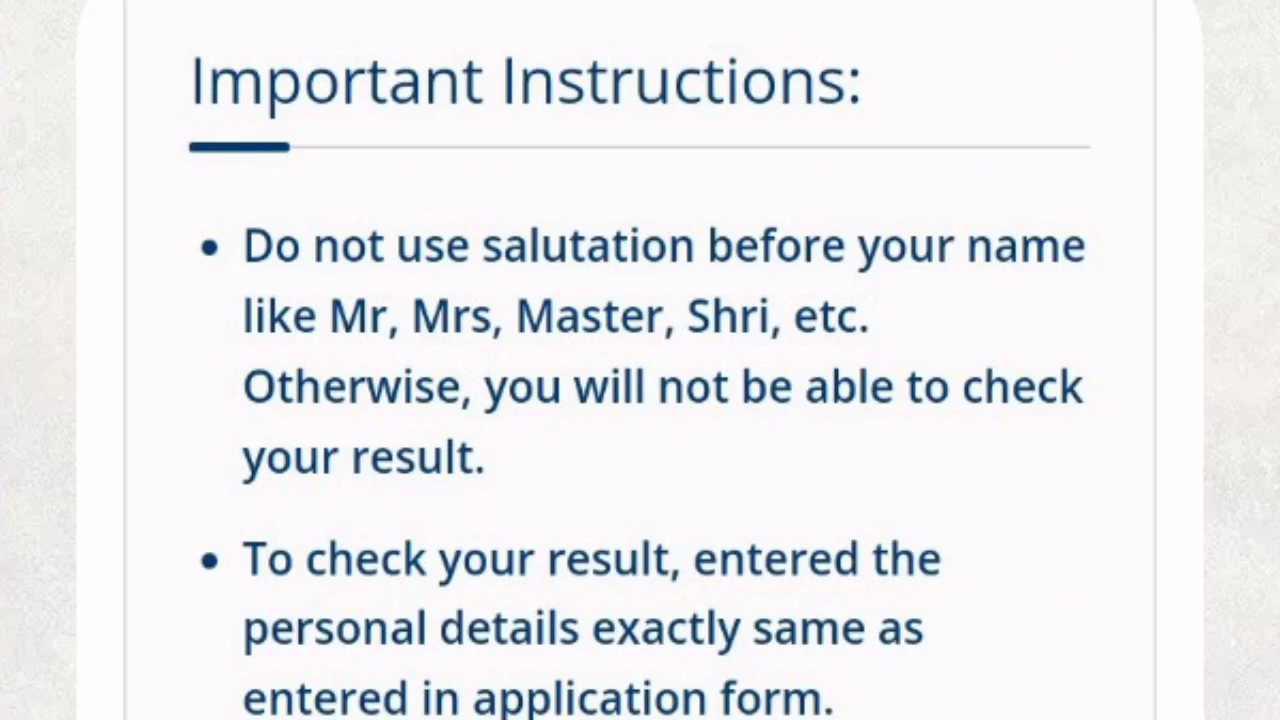 Important Instructions:
• Do not use salutation before your name
like Mr, Mrs, Master, Shri, etc.
Otherwise, you will not be able to check
your result.
• To check your result, entered the
personal details exactly same as
entered in application form.